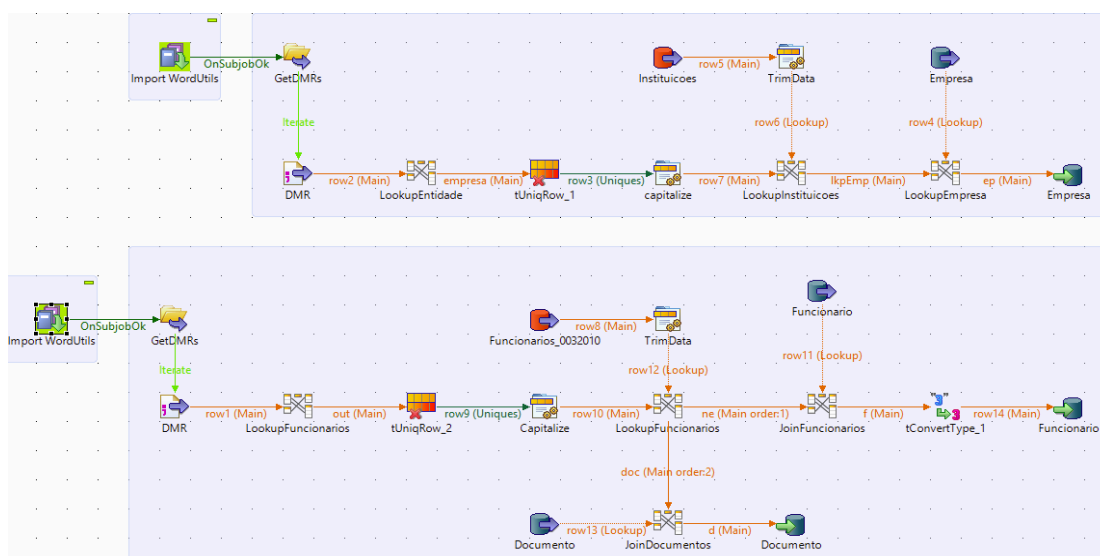 OnSubjobOk
Import WordUtils
GetDMRs
row5 (Main)
Instituicoes
TrimData
Empresa
Iterate
row6 (Lookup)
row4 (Lookup)
row2 (Main)
empresa (Main)
row3 (Uniques)
row7 (Main)
lkpEmp (Main)
ep (Main)
DMR
LookupEntidade
tUniqRow_1
capitalize
LookupInstituicoes
LookupEmpresa
Empresa
Funcionario
OnSubjobOk
row8 (Main)
Import WordUtils
GetDMRs
Funcionarios_0032010
TrimData
row11 (Lookup)
Iterate
row12 (Lookup)
"3"
3
row1 (Main)
out (Main)
row9 (Uniques)
row10 (Main)
ne (Main order:1)
f (Main)
row14 (Main)
DMR
LookupFuncionarios
tUniqRow_2
Capitalize
LookupFuncionarios
JoinFuncionarios
tConvertType_1
Funcionario
doc (Main order:2)
row13 (Lookup)
d (Main)
Documento
JoinDocumentos
Documento